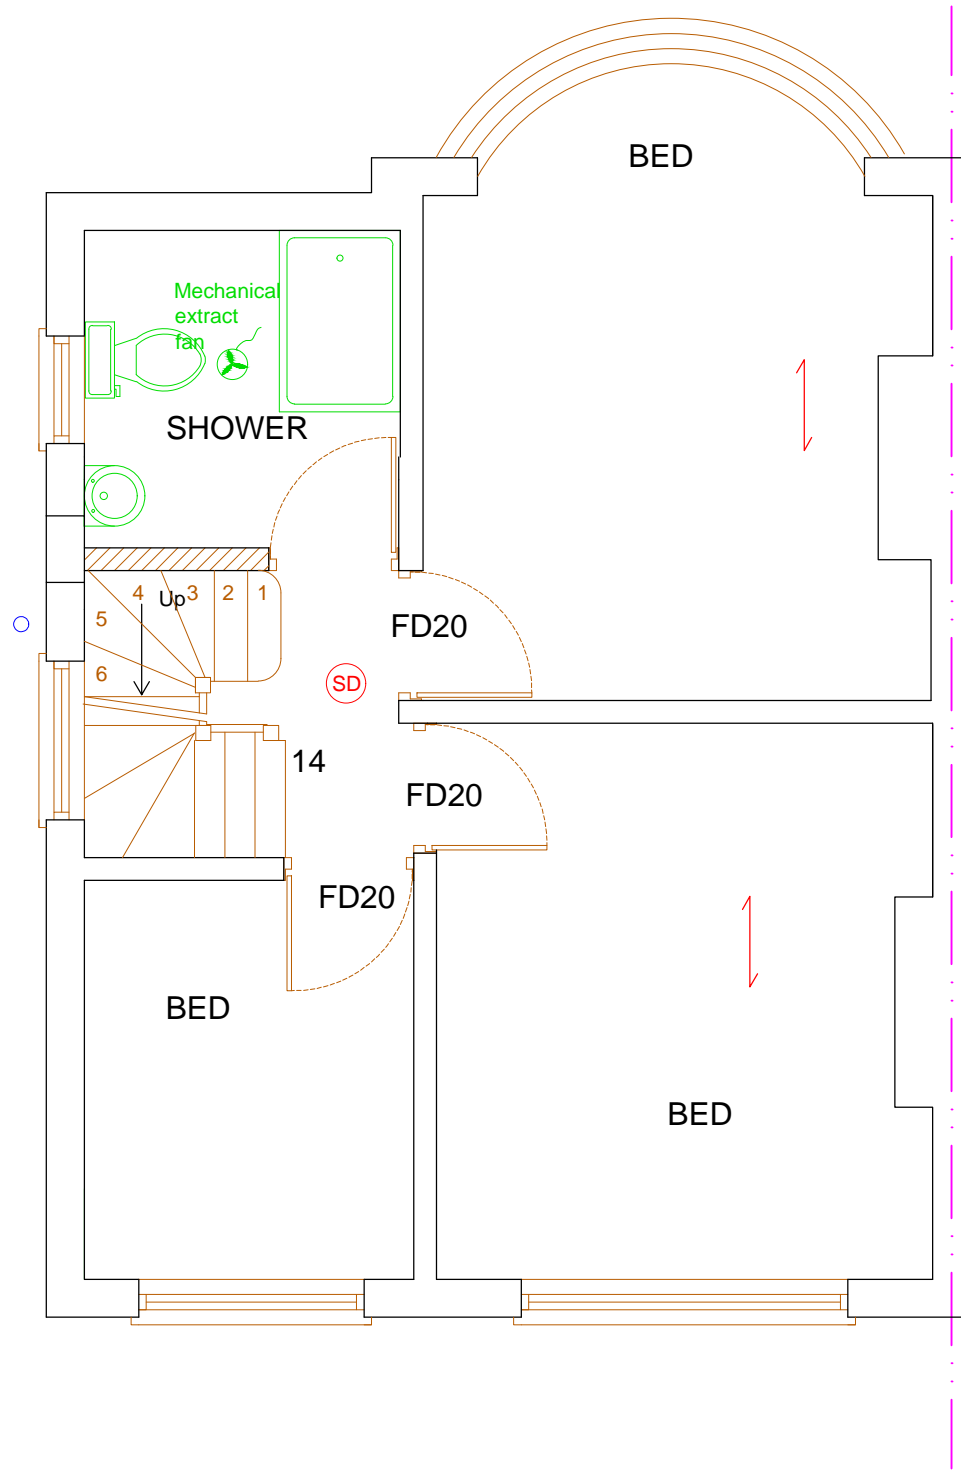 BED
Mechanical
extract
fan
SHOWER
1
2
3
4
Up
5
6
FD20
SD
14
FD20
FD20
BED
BED